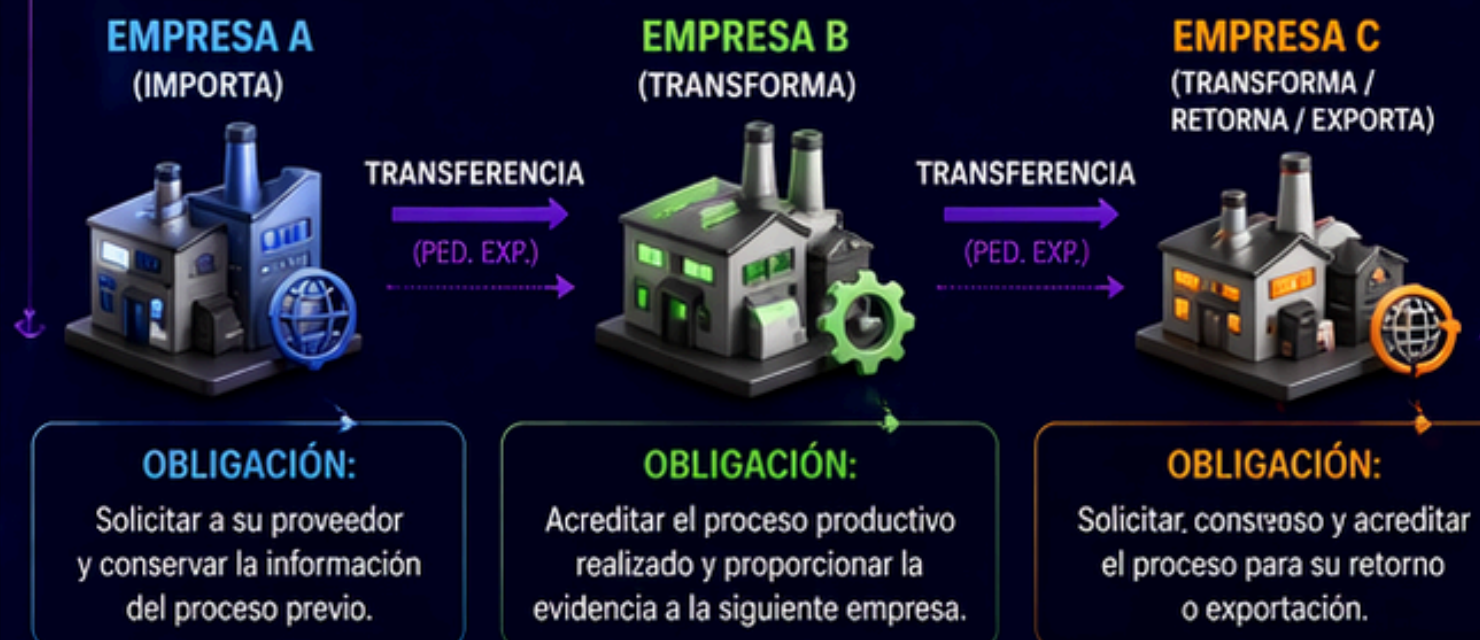 EMPRESA A
(IMPORTA)
EMPRESA B
(TRANSFORMA)
EMPRESA C
(TRANSFORMA /
RETORNA / EXPORTA)
TRANSFERENCIA
(PED. EXP.)
TRANSFERENCIA
(PED. EXP.)
OBLIGACIÓN:
Solicitar a su proveedor
y conservar la información
del proceso previo.
OBLIGACIÓN:
Acreditar el proceso productivo
realizado y proporcionar la
evidencia a la siguiente empresa.
OBLIGACIÓN:
Solicitar. y acreditar
el proceso para su retorno
o exportación.